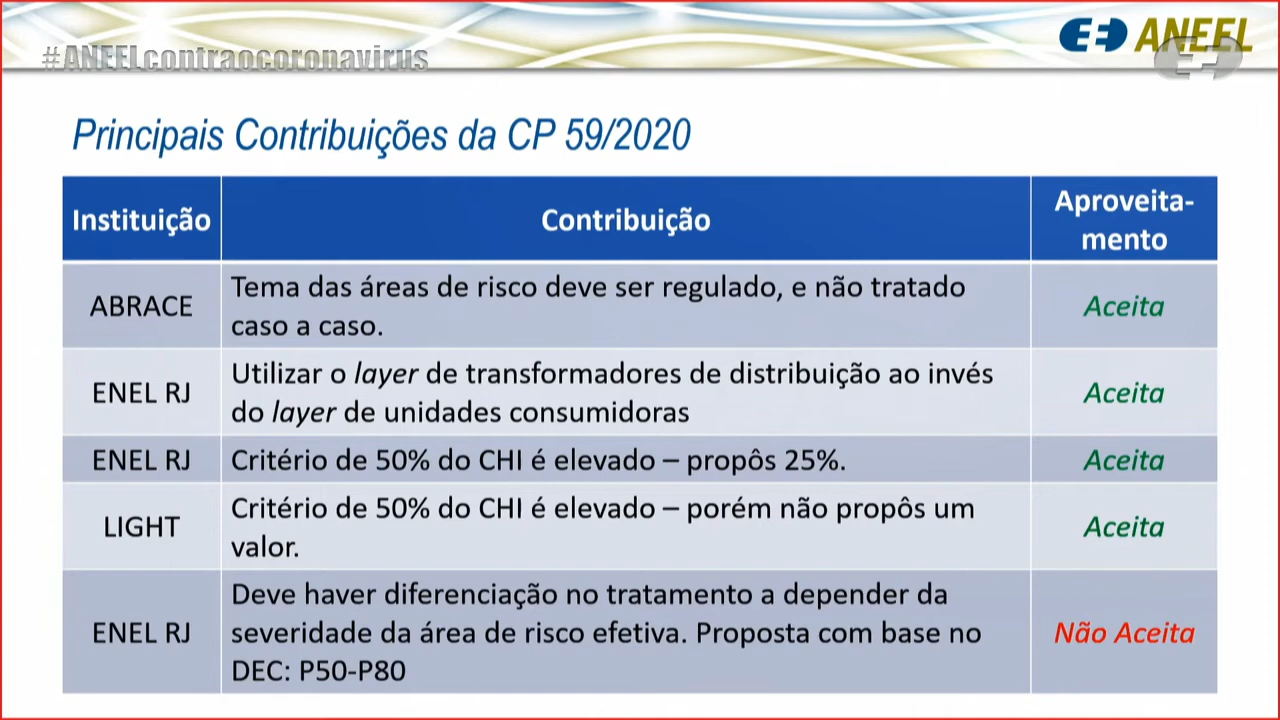 #ANEELcontraocoronavirus
ANEEL
Principais Contribuições da CP 59/2020
Instituição
Contribuição
Aproveita-
mento
ABRACE
Tema das áreas de risco deve ser regulado, e não tratado
caso a caso.
Aceita
ENEL RJ
Utilizar o layer de transformadores de distribuição ao invés
do layer de unidades consumidoras
Aceita
ENEL RJ
Critério de 50% do CHI é elevado – propôs 25%.
Aceita
LIGHT
Critério de 50% do CHI é elevado – porém não propôs um
valor.
Aceita
ENEL RJ
Deve haver diferenciação no tratamento a depender da
severidade da área de risco efetiva. Proposta com base no
DEC: P50-P80
Não Aceita